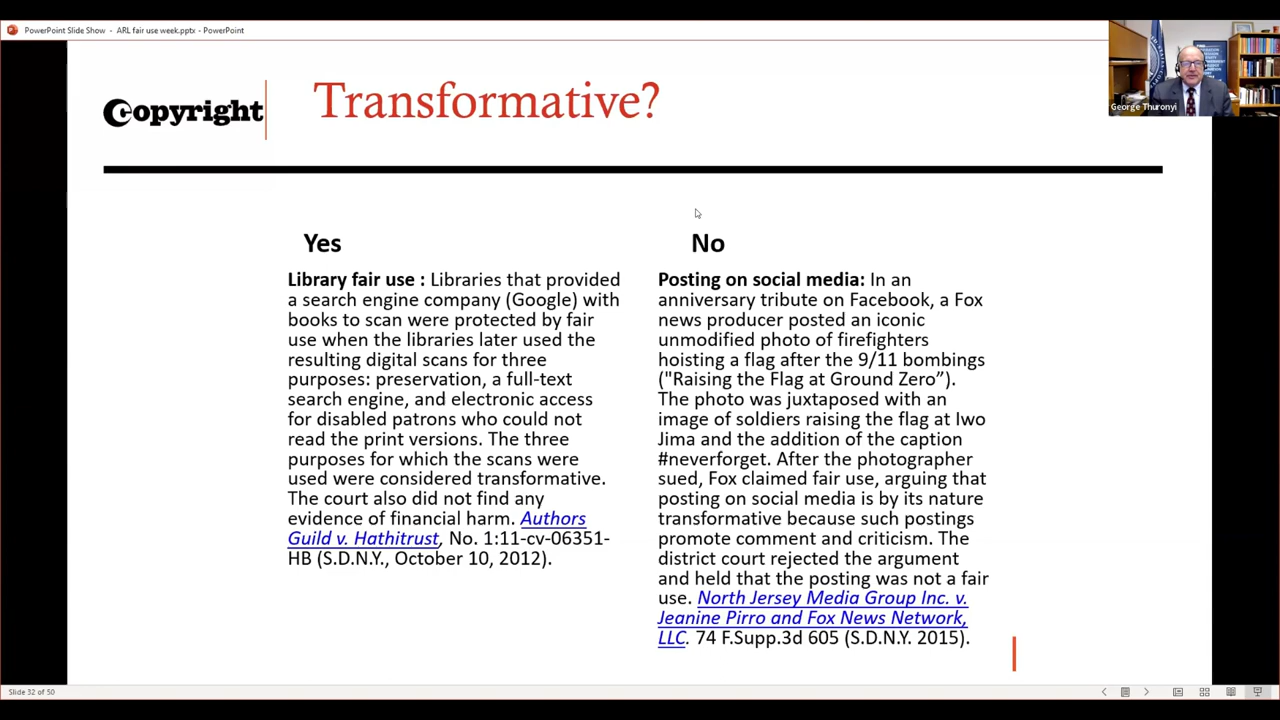 PowerPoint Slide Show - ARL fair use week.pptx - PowerPoint
George Thuronyi
Copyright
Transformative?
Yes
Library fair use : Libraries that provided
a search engine company (Google) with
books to scan were protected by fair
use when the libraries later used the
resulting digital scans for three
purposes: preservation, a full-text
search engine, and electronic access
for disabled patrons who could not
read the print versions. The three
purposes for which the scans were
used were considered transformative.
The court also did not find any
evidence of financial harm. Authors
Guild v. Hathitrust, No. 1:11-cv-06351-
HB (S.D.N.Y., October 10, 2012).
No
Posting on social media: In an
anniversary tribute on Facebook, a Fox
news producer posted an iconic
unmodified photo of firefighters
hoisting a flag after the 9/11 bombings
("Raising the Flag at Ground Zero”).
The photo was juxtaposed with an
image of soldiers raising the flag at Iwo
Jima and the addition of the caption
#neverforget. After the photographer
sued, Fox claimed fair use, arguing that
posting on social media is by its nature
transformative because such postings
promote comment and criticism. The
district court rejected the argument
and held that the posting was not a fair
use. North Jersey Media Group Inc. v.
Jeanine Pirro and Fox News Network,
LLC. 74 F.Supp.3d 605 (S.D.N.Y. 2015).
Slide 32 of 50